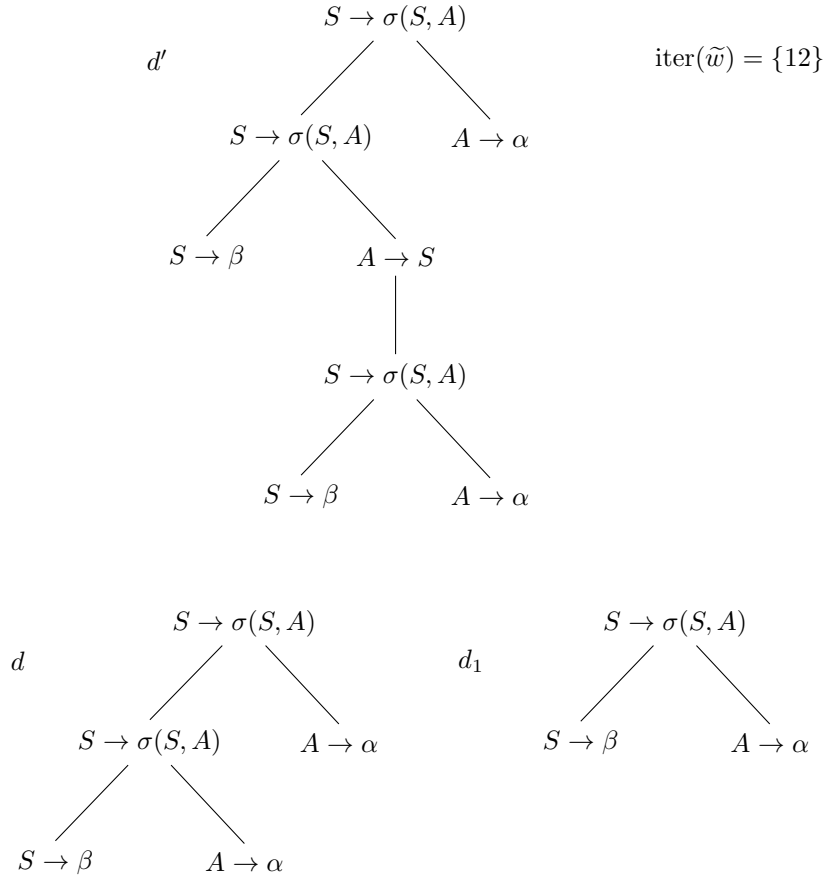 S → σ(S, A)
d′ iter(w̃) = {12}
S → σ(S, A) A → α
S → β A → S
S → σ(S, A)
S → β A → α
S → σ(S, A) S → σ(S, A)
d d₁
S → σ(S, A) A → α S → β A → α
S → β A → α